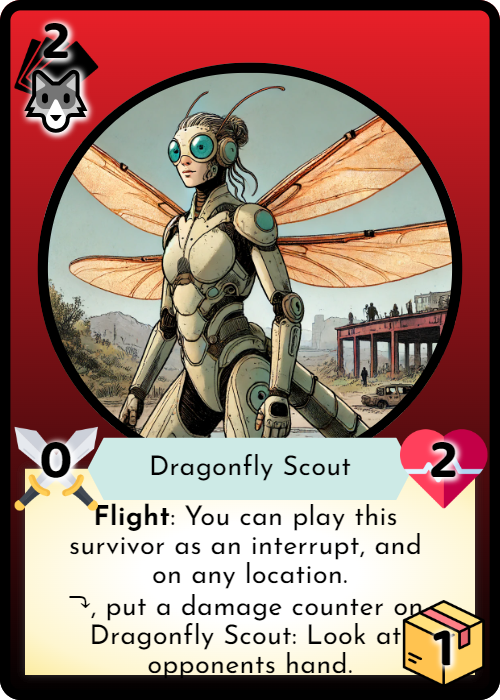 2
0
Dragonfly Scout
2
Flight: You can play this
survivor as an interrupt, and
on any location.
⤵, put a damage counter on
Dragonfly Scout: Look at
opponents hand.
1